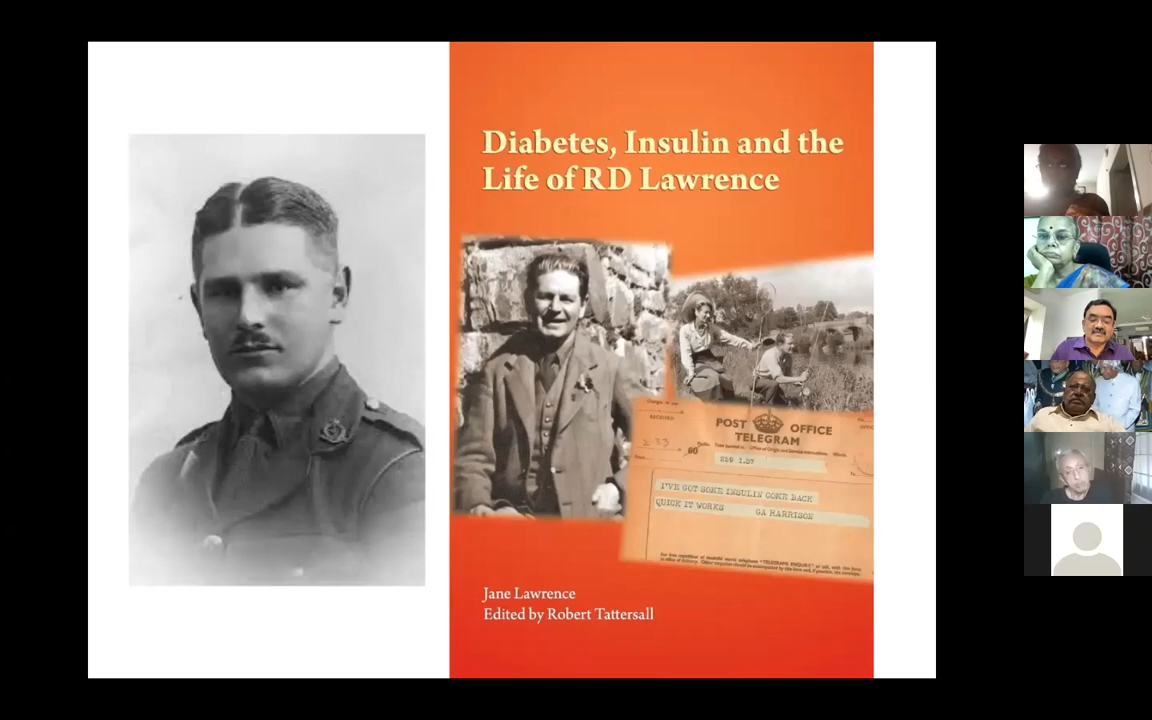 Diabetes, Insulin and the
Life of RD Lawrence
POST OFFICE
TELEGRAM
I'VE GOT SOME INSULIN COME BACK
QUICK IT WORKS GA HARRISON
Jane Lawrence
Edited by Robert Tattersall